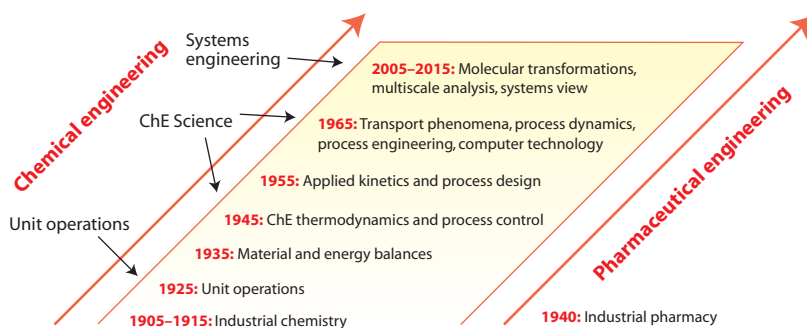 Chemical engineering
Systems
engineering
ChE Science
Unit operations
2005–2015: Molecular transformations,
multiscale analysis, systems view
1965: Transport phenomena, process dynamics,
process engineering, computer technology
1955: Applied kinetics and process design
1945: ChE thermodynamics and process control
1935: Material and energy balances
1925: Unit operations
1905–1915: Industrial chemistry
Pharmaceutical engineering
1940: Industrial pharmacy